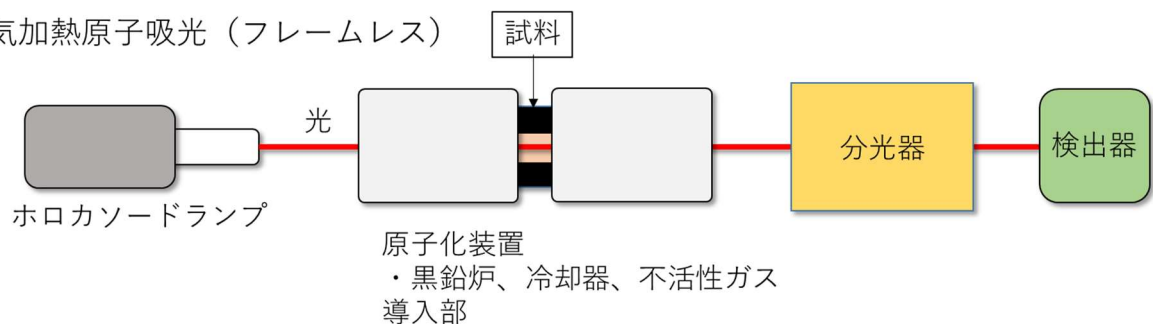 気加熱原子吸光（フレームレス）
試料
光
分光器
検出器
ホロカソードランプ
原子化装置
・黒鉛炉、冷却器、不活性ガス
導入部